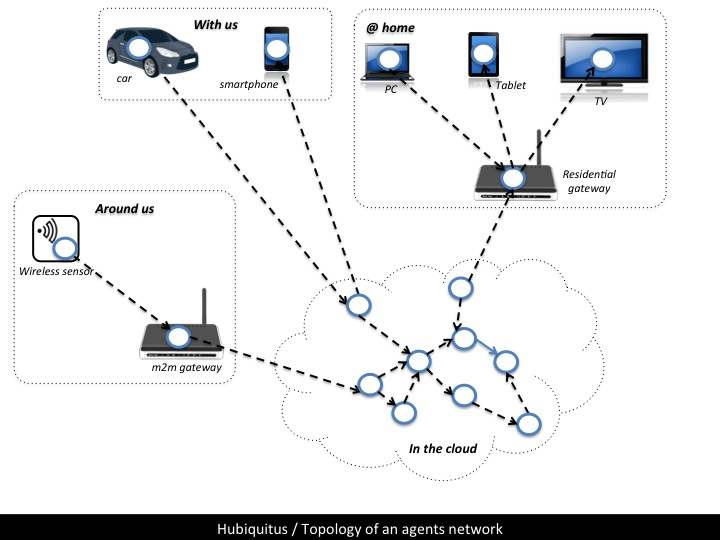 With us
car
smartphone
@ home
PC
Tablet
TV
Residential
gateway
Around us
Wireless sensor
m2m gateway
In the cloud
Hubiquitus / Topology of an agents network